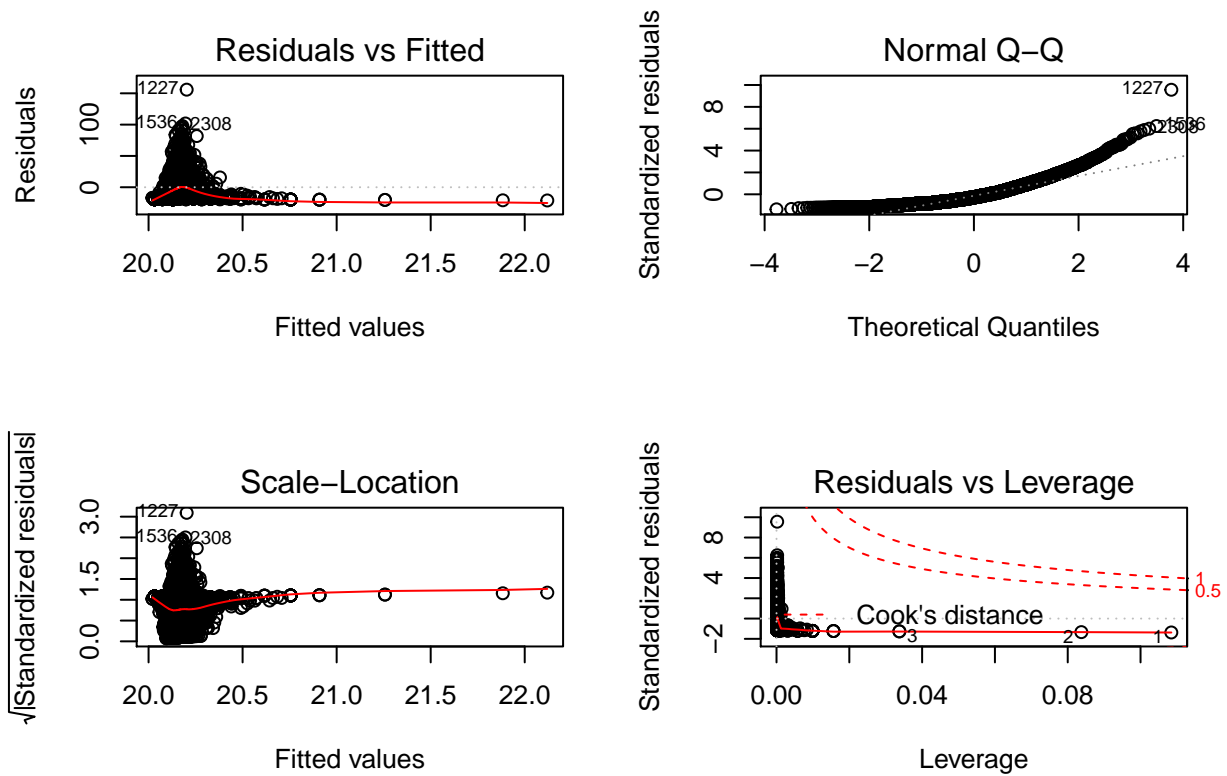 Residuals vs Fitted
Residuals
0
100
1227
1536
2308
20.0 20.5 21.0 21.5 22.0
Fitted values
Normal Q−Q
Standardized residuals
0
4
8
1227
1536
2308
−4 −2 0 2 4
Theoretical Quantiles
Scale−Location
√|Standardized residuals|
0.0
1.5
3.0
1227
1536
2308
20.0 20.5 21.0 21.5 22.0
Fitted values
Residuals vs Leverage
Standardized residuals
−2
4
8
1
0.5
Cook's distance
3
2
1
0.00 0.04 0.08
Leverage